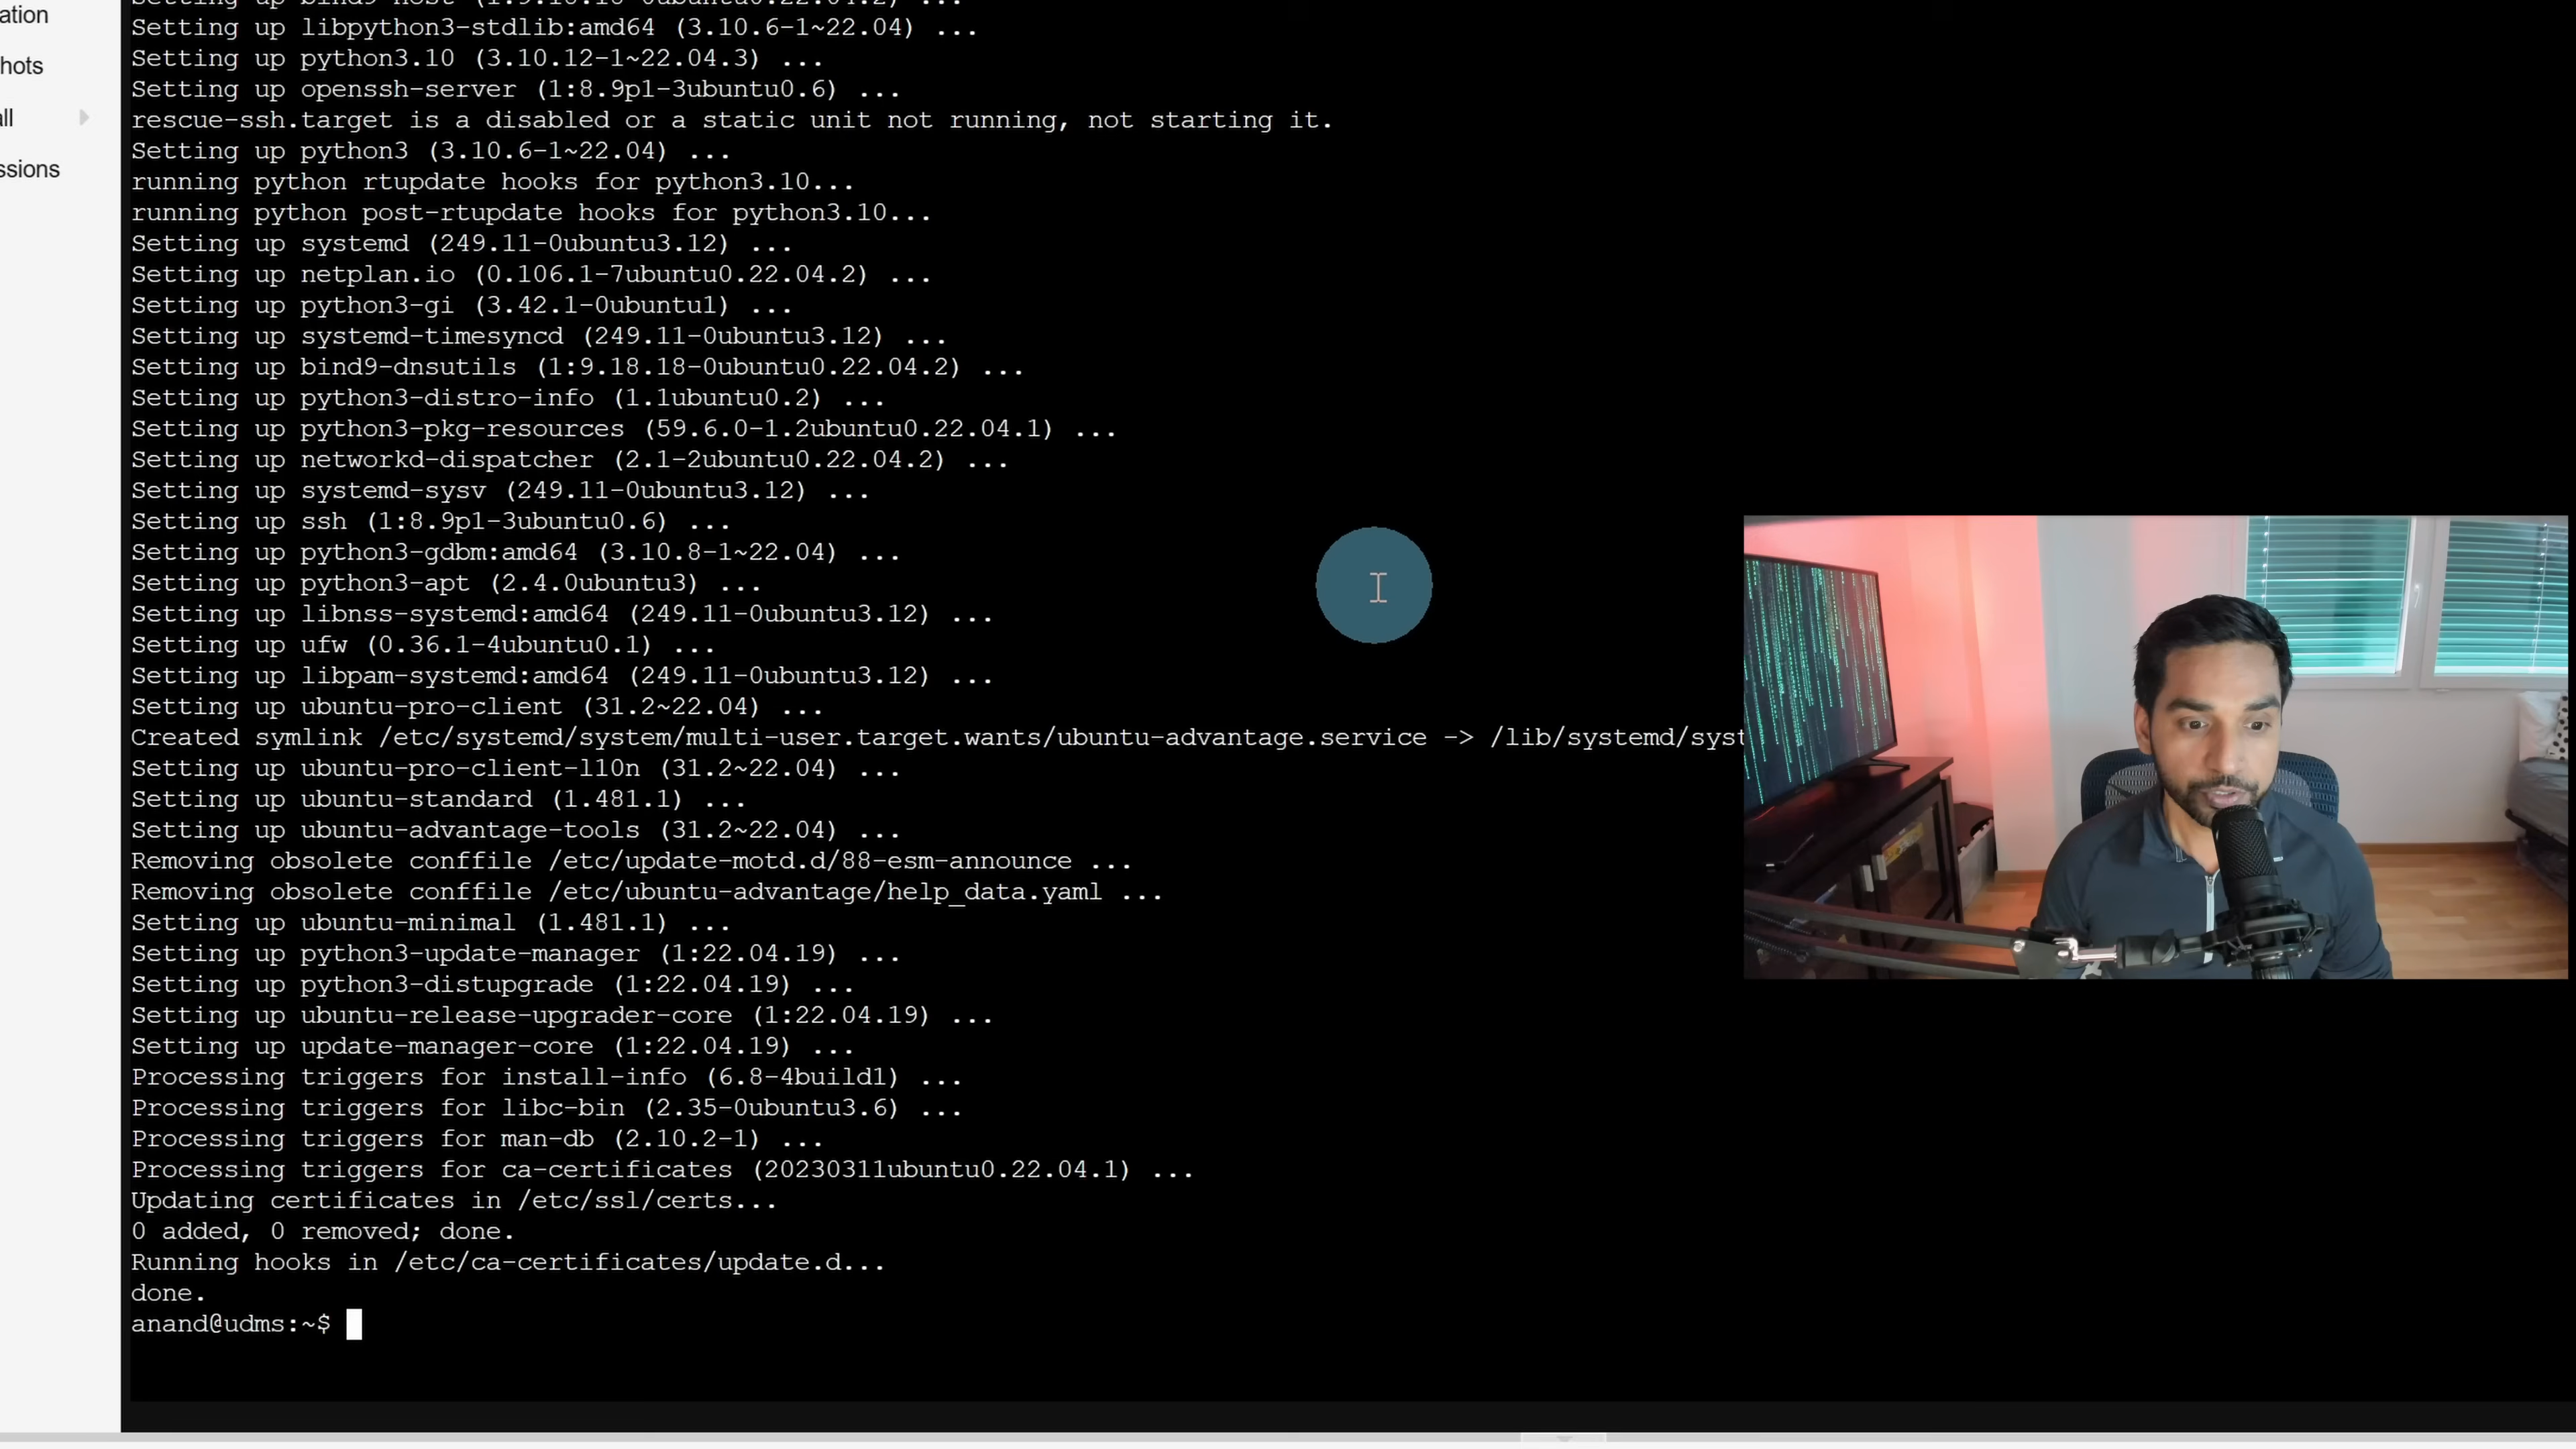 ation
hots
all
ssions
Setting up libpython3-stdlib:amd64 (3.10.6-1~22.04) ...
Setting up python3.10 (3.10.12-1~22.04.3) ...
Setting up openssh-server (1:8.9p1-3ubuntu0.6) ...
rescue-ssh.target is a disabled or a static unit not running, not starting it.
Setting up python3 (3.10.6-1~22.04) ...
running python rtupdate hooks for python3.10...
running python post-rtupdate hooks for python3.10...
Setting up systemd (249.11-0ubuntu3.12) ...
Setting up netplan.io (0.106.1-7ubuntu0.22.04.2) ...
Setting up python3-gi (3.42.1-0ubuntu1) ...
Setting up systemd-timesyncd (249.11-0ubuntu3.12) ...
Setting up bind9-dnsutils (1:9.18.18-0ubuntu0.22.04.2) ...
Setting up python3-distro-info (1.1ubuntu0.2) ...
Setting up python3-pkg-resources (59.6.0-1.2ubuntu0.22.04.1) ...
Setting up networkd-dispatcher (2.1-2ubuntu0.22.04.2) ...
Setting up systemd-sysv (249.11-0ubuntu3.12) ...
Setting up ssh (1:8.9p1-3ubuntu0.6) ...
Setting up python3-gdbm:amd64 (3.10.8-1~22.04) ...
Setting up python3-apt (2.4.0ubuntu3) ...
Setting up libnss-systemd:amd64 (249.11-0ubuntu3.12) ...
Setting up ufw (0.36.1-4ubuntu0.1) ...
Setting up libpam-systemd:amd64 (249.11-0ubuntu3.12) ...
Setting up ubuntu-pro-client (31.2~22.04) ...
Created symlink /etc/systemd/system/multi-user.target.wants/ubuntu-advantage.service -> /lib/systemd/syst
Setting up ubuntu-pro-client-l10n (31.2~22.04) ...
Setting up ubuntu-standard (1.481.1) ...
Setting up ubuntu-advantage-tools (31.2~22.04) ...
Removing obsolete conffile /etc/update-motd.d/88-esm-announce ...
Removing obsolete conffile /etc/ubuntu-advantage/help_data.yaml ...
Setting up ubuntu-minimal (1.481.1) ...
Setting up python3-update-manager (1:22.04.19) ...
Setting up python3-distupgrade (1:22.04.19) ...
Setting up ubuntu-release-upgrader-core (1:22.04.19) ...
Setting up update-manager-core (1:22.04.19) ...
Processing triggers for install-info (6.8-4build1) ...
Processing triggers for libc-bin (2.35-0ubuntu3.6) ...
Processing triggers for man-db (2.10.2-1) ...
Processing triggers for ca-certificates (20230311ubuntu0.22.04.1) ...
Updating certificates in /etc/ssl/certs...
0 added, 0 removed; done.
Running hooks in /etc/ca-certificates/update.d...
done.
anand@udms:~$